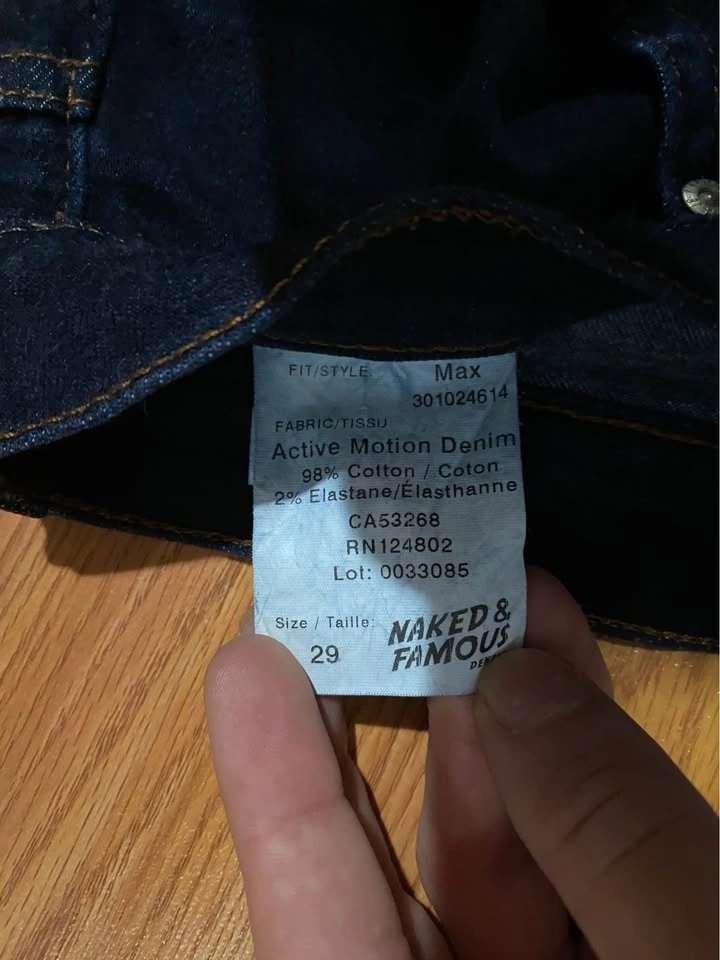 FIT/STYLE: Max
301024614
FABRIC/TISSU
Active Motion Denim
98% Cotton / Coton
2% Elastane/Élasthanne
CA53268
RN124802
Lot: 0033085
Size / Taille:
29
NAKED &
FAMOUS